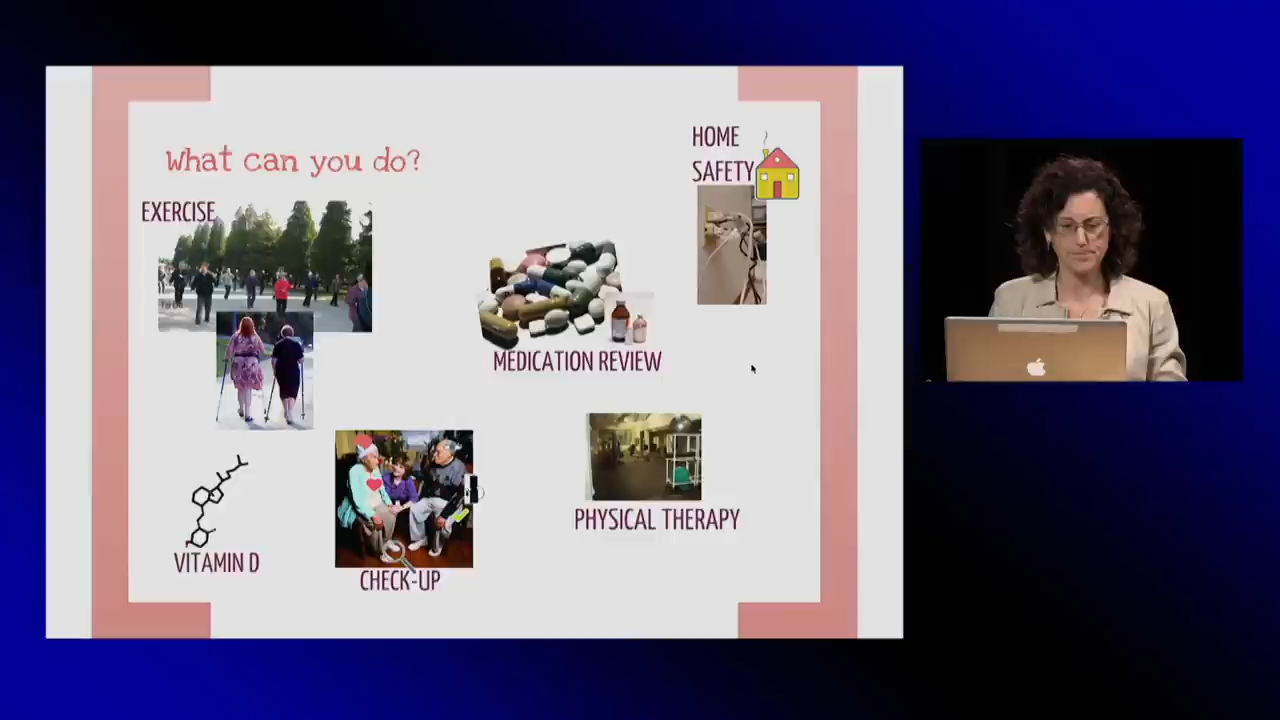 What can you do?
HOME
SAFETY
EXERCISE
MEDICATION REVIEW
PHYSICAL THERAPY
VITAMIN D
CHECK-UP